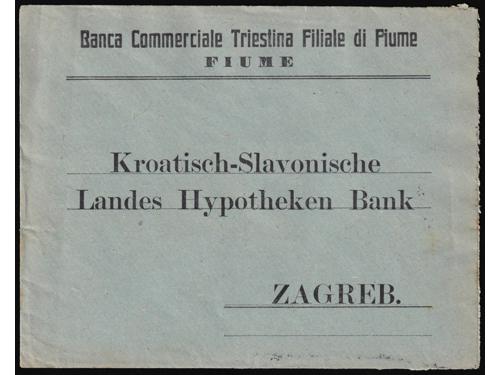 Banca Commerciale Triestina Filiale di Fiume
FIUME
Kroatisch-Slavonische
Landes Hypotheken Bank
ZAGREB.